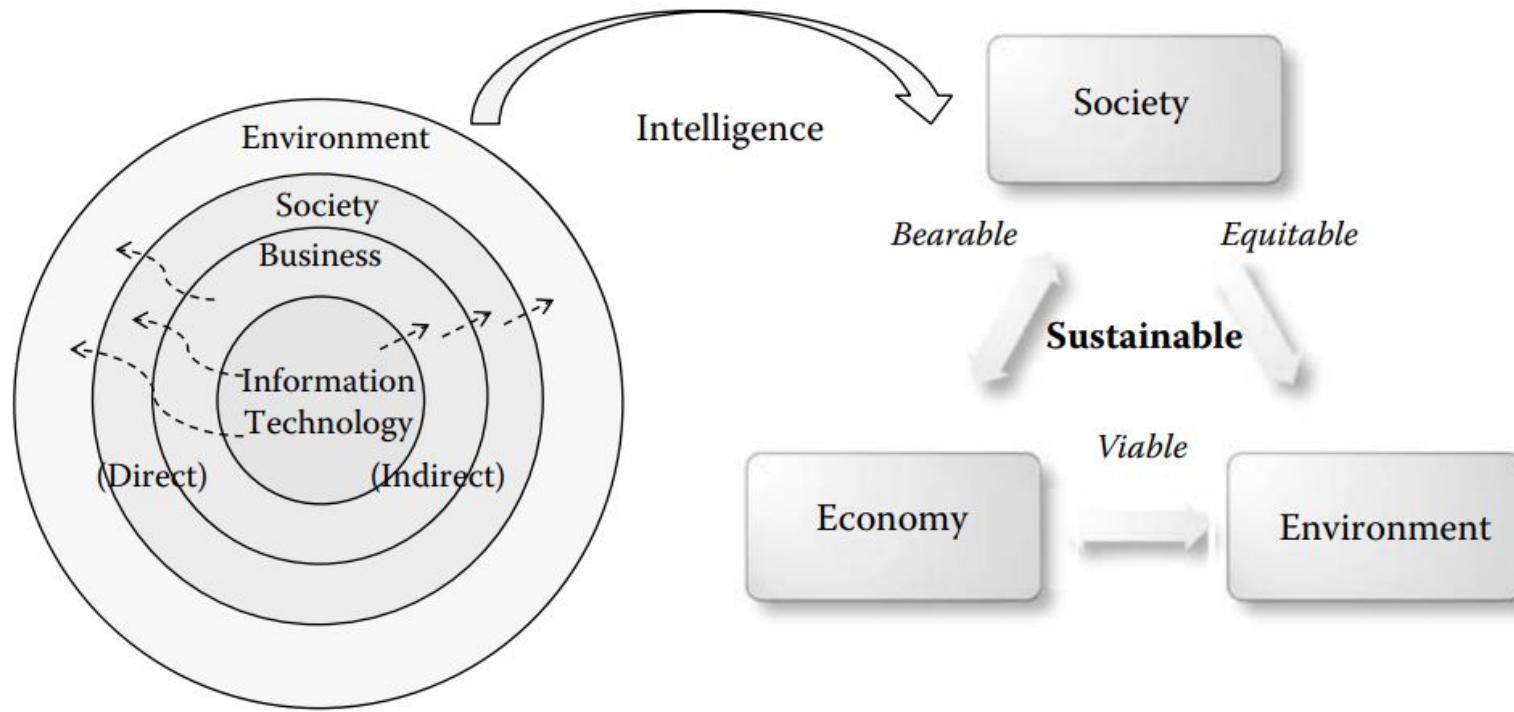 Environment
Society
Business
Information
Technology
(Direct)
(Indirect)
Intelligence
Society
Bearable
Equitable
Sustainable
Viable
Economy
Environment